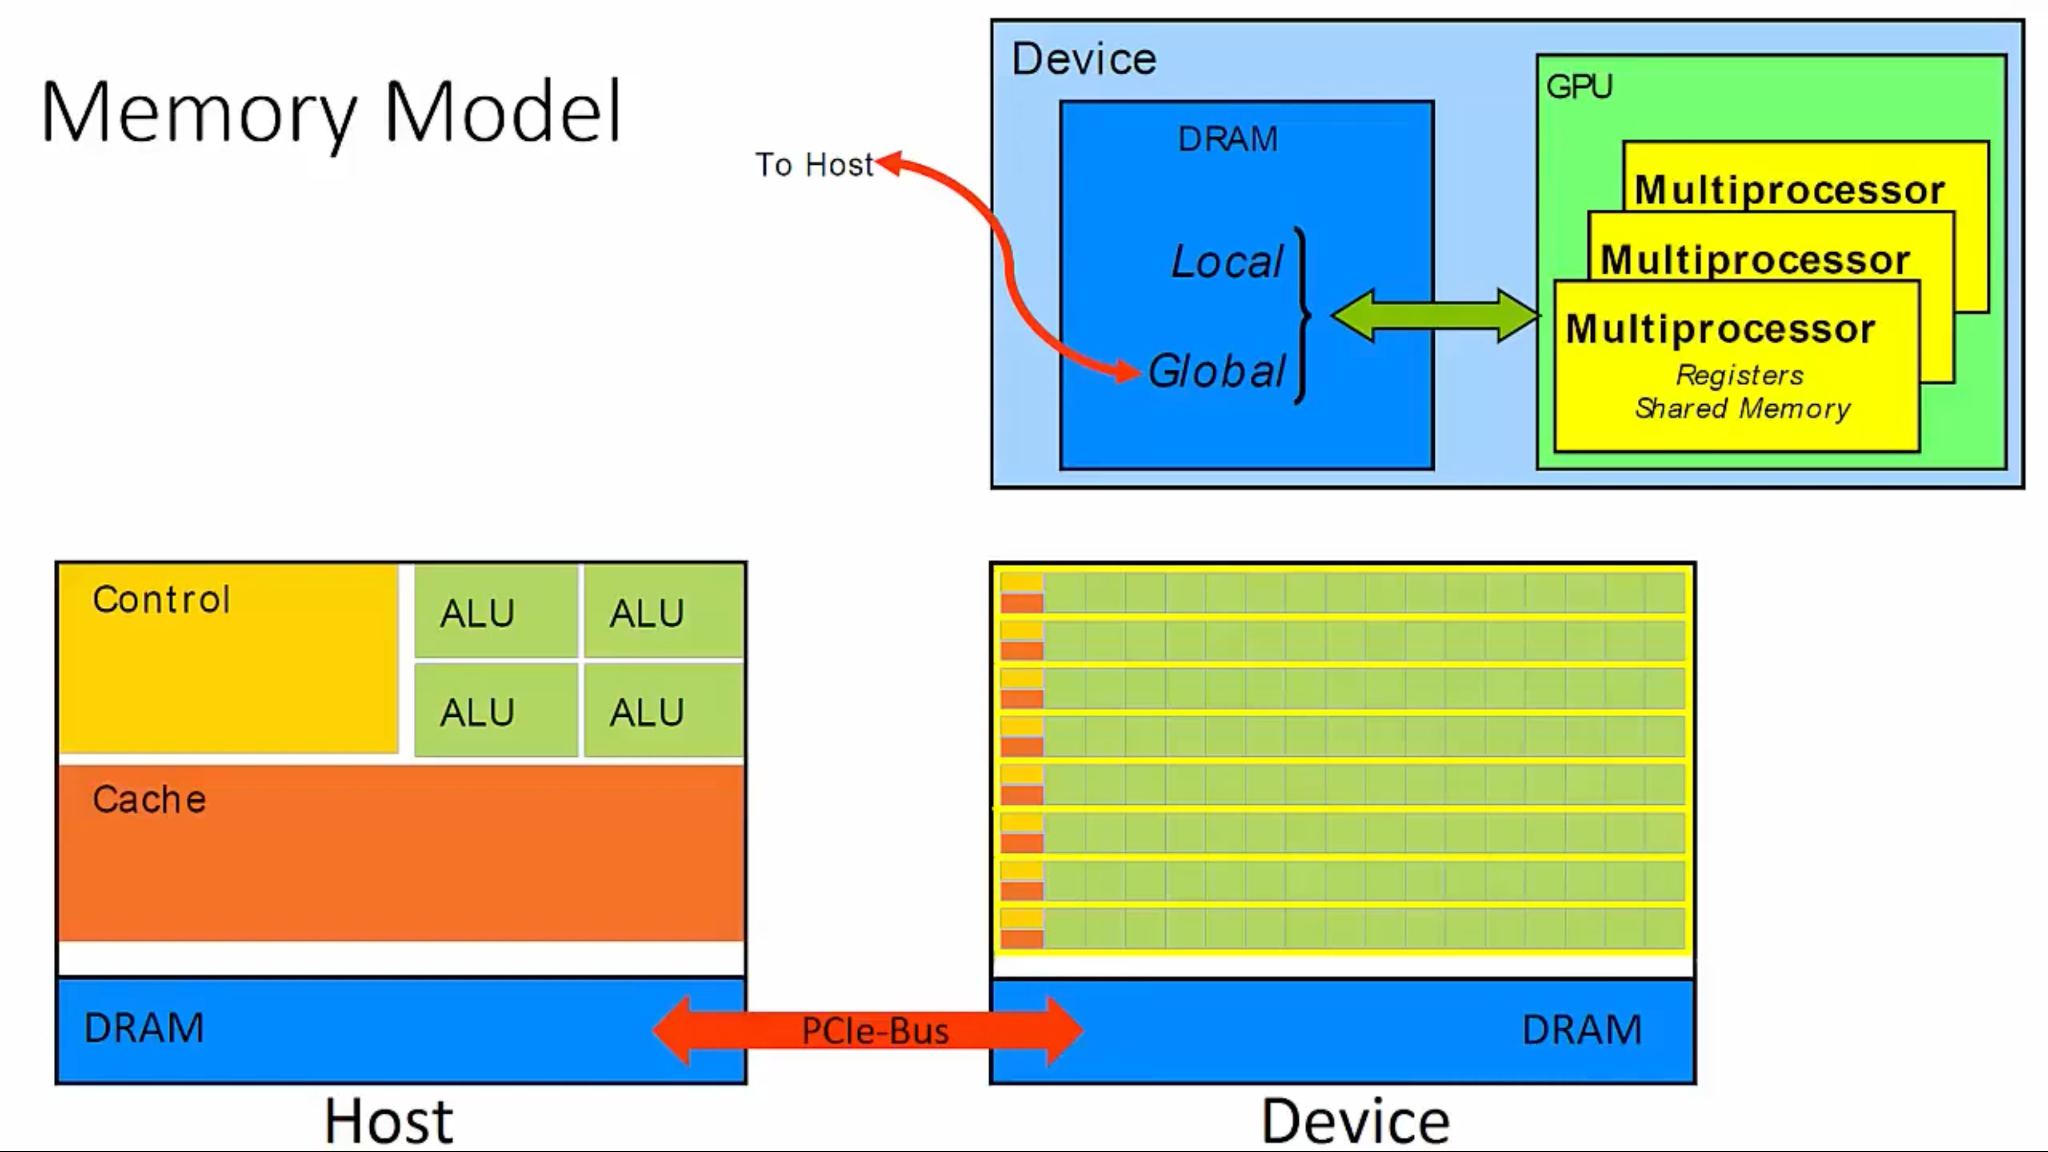 Memory Model
Device
DRAM
To Host
Local
Global
GPU
Multiprocessor
Multiprocessor
Multiprocessor
Registers
Shared Memory
Control
ALU
ALU
ALU
ALU
Cache
DRAM
PCIe-Bus
DRAM
Host
Device